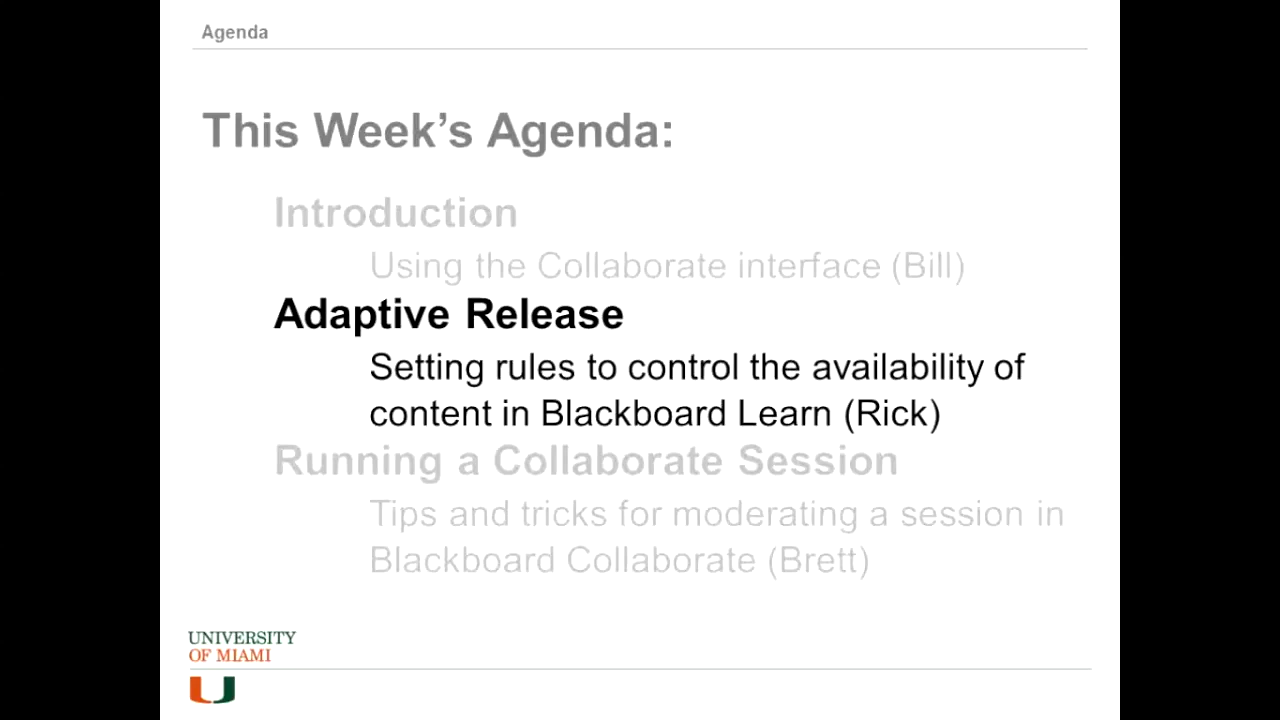 Agenda
This Week’s Agenda:
Introduction
Using the Collaborate interface (Bill)
Adaptive Release
Setting rules to control the availability of
content in Blackboard Learn (Rick)
Running a Collaborate Session
Tips and tricks for moderating a session in
Blackboard Collaborate (Brett)
UNIVERSITY
OF MIAMI